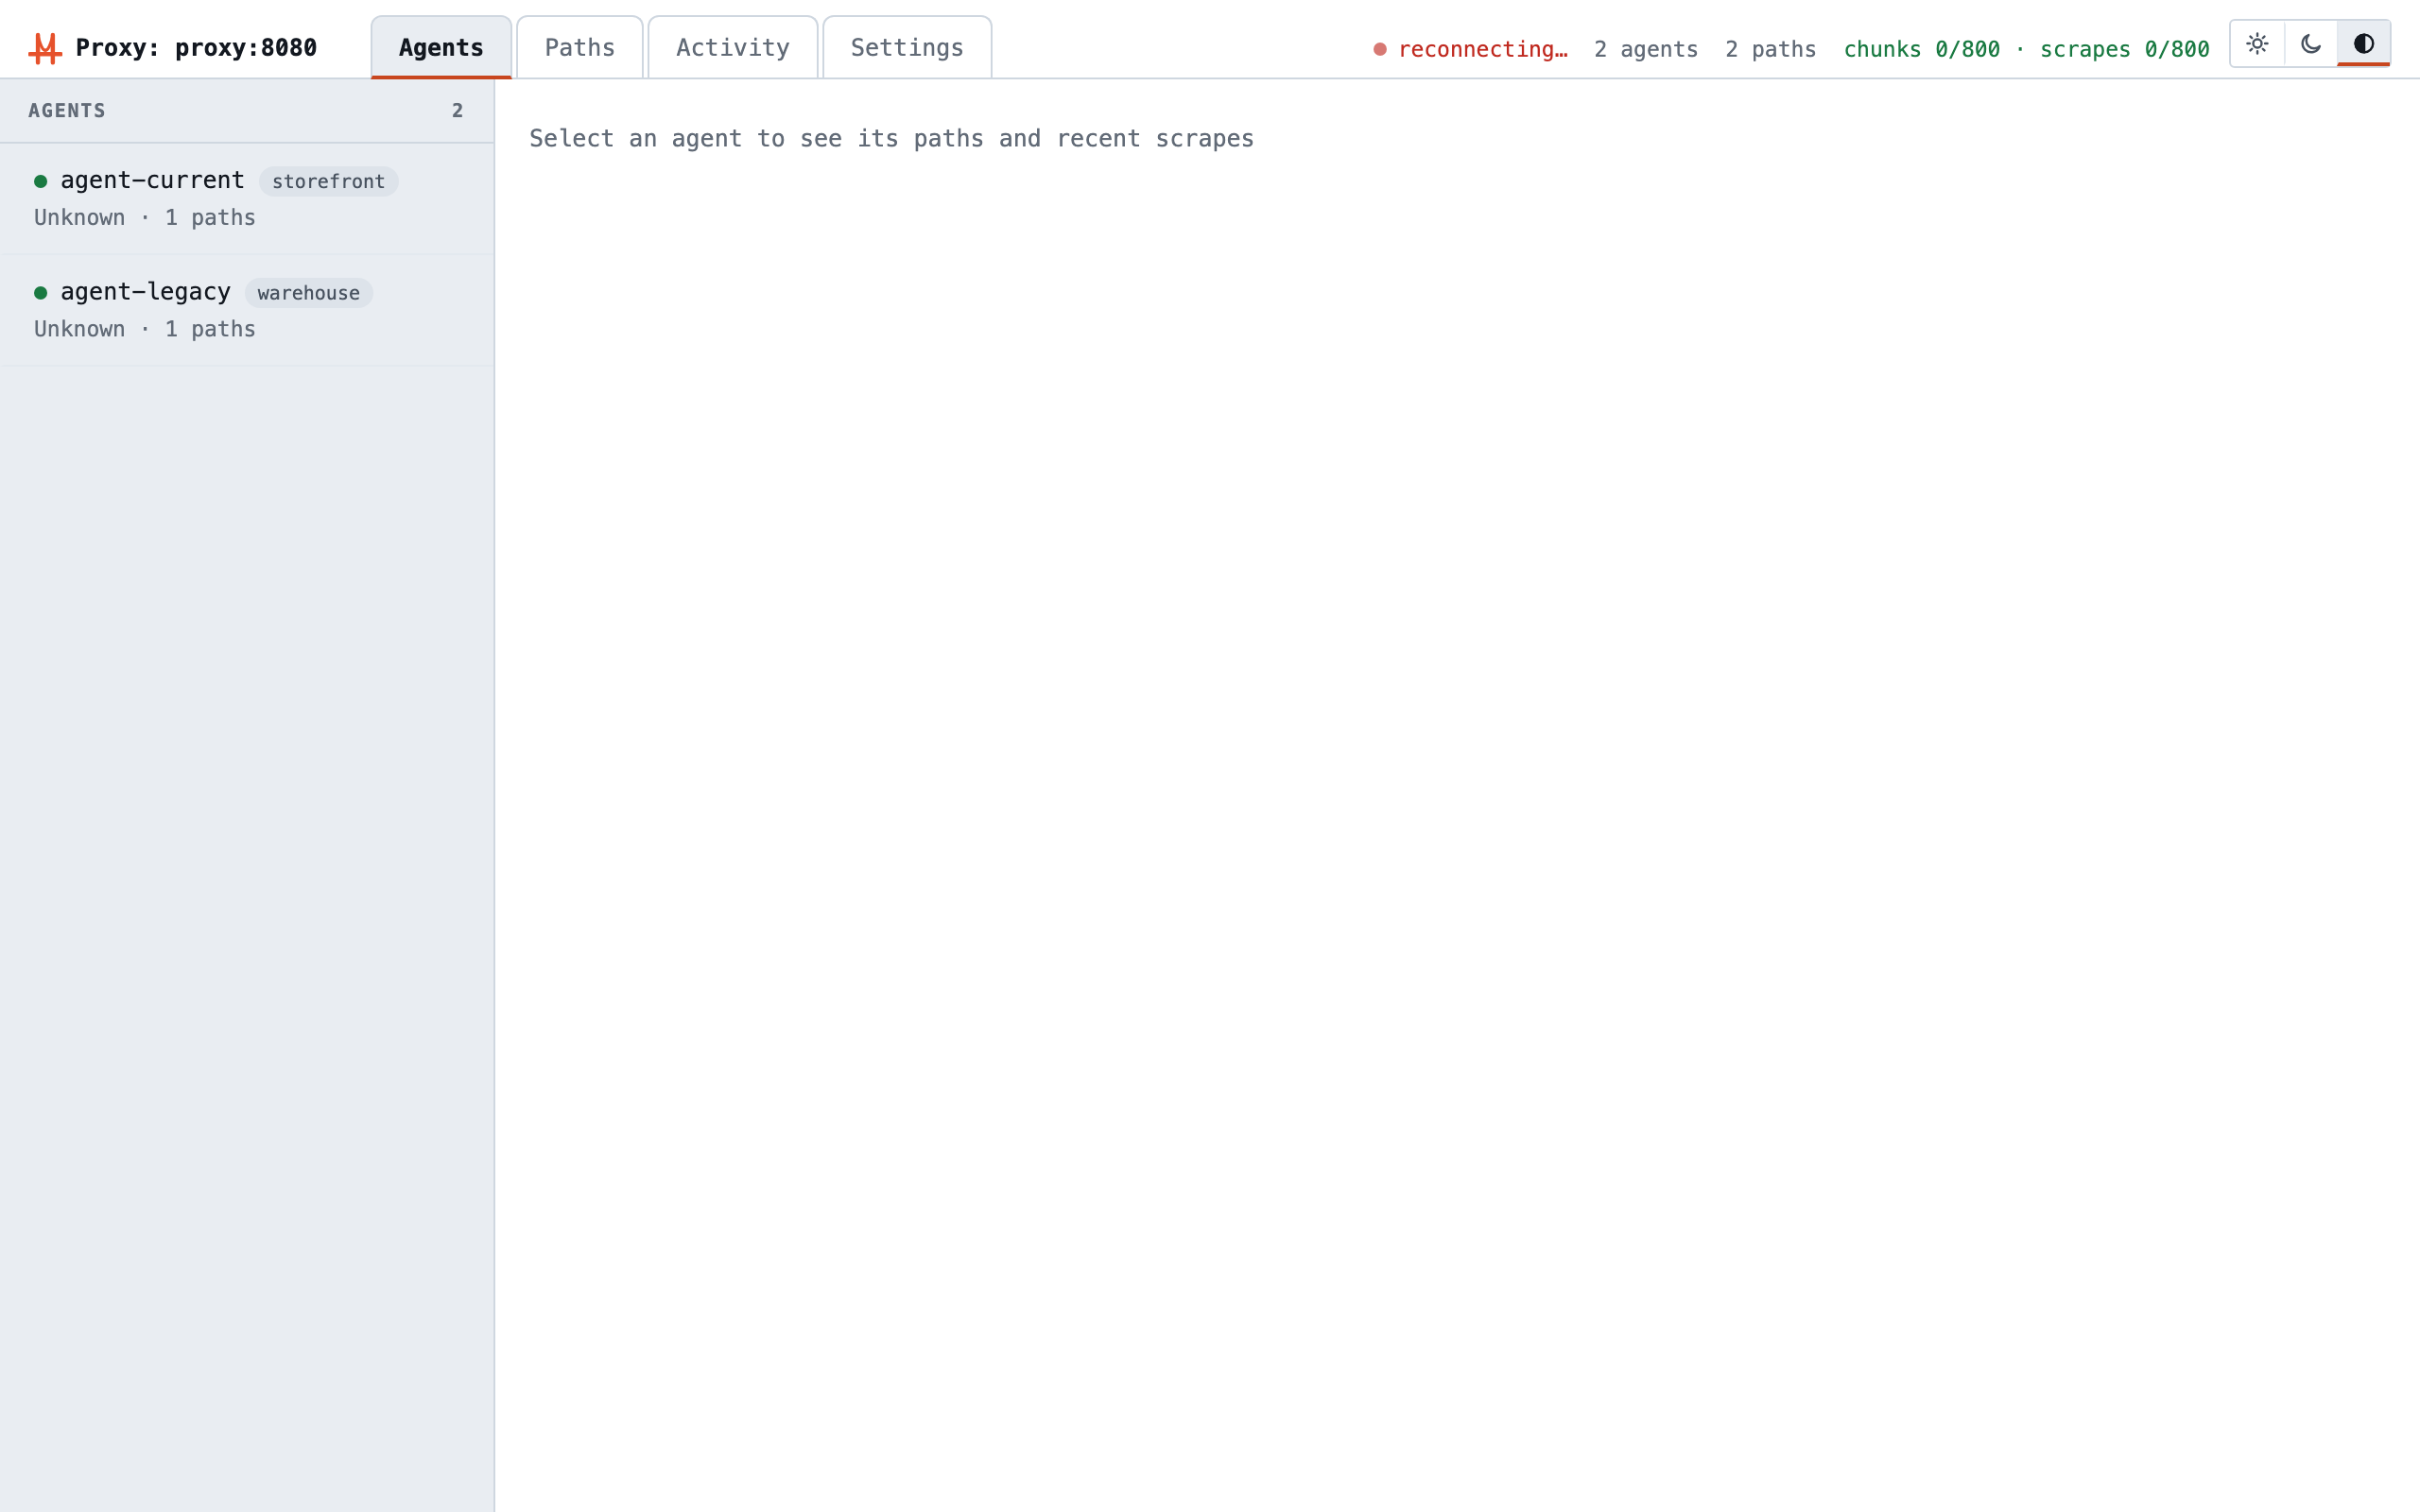 Proxy: proxy:8080
Agents
Paths
Activity
Settings
reconnecting…
2 agents
2 paths
chunks 0/800 · scrapes 0/800
AGENTS
2
agent-current
storefront
Unknown · 1 paths
agent-legacy
warehouse
Unknown · 1 paths
Select an agent to see its paths and recent scrapes